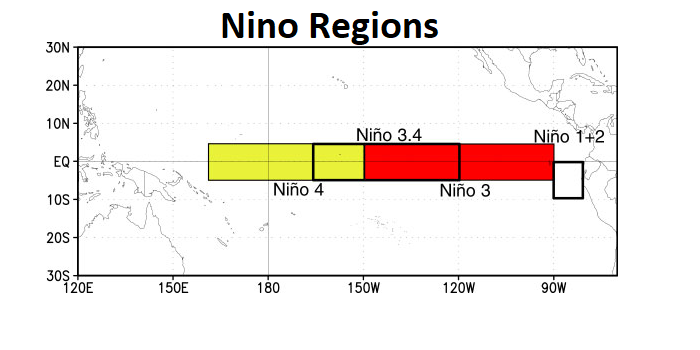 Nino Regions
30N
20N
10N
EQ
10S
20S
30S
Niño 3.4
Niño 1+2
Niño 4
Niño 3
120E 150E 180 150W 120W 90W